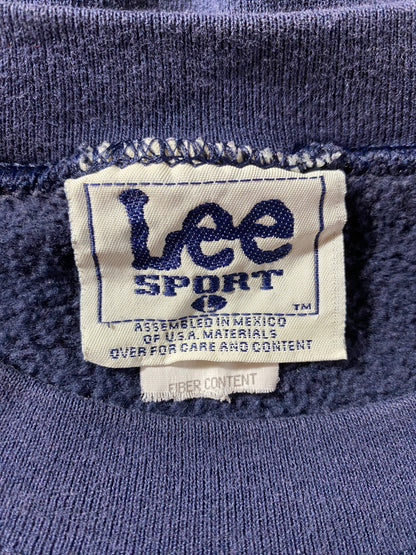 Lee
SPORT
L
TM
ASSEMBLED IN MEXICO
OF U.S.A. MATERIALS
OVER FOR CARE AND CONTENT
FIBER CONTENT